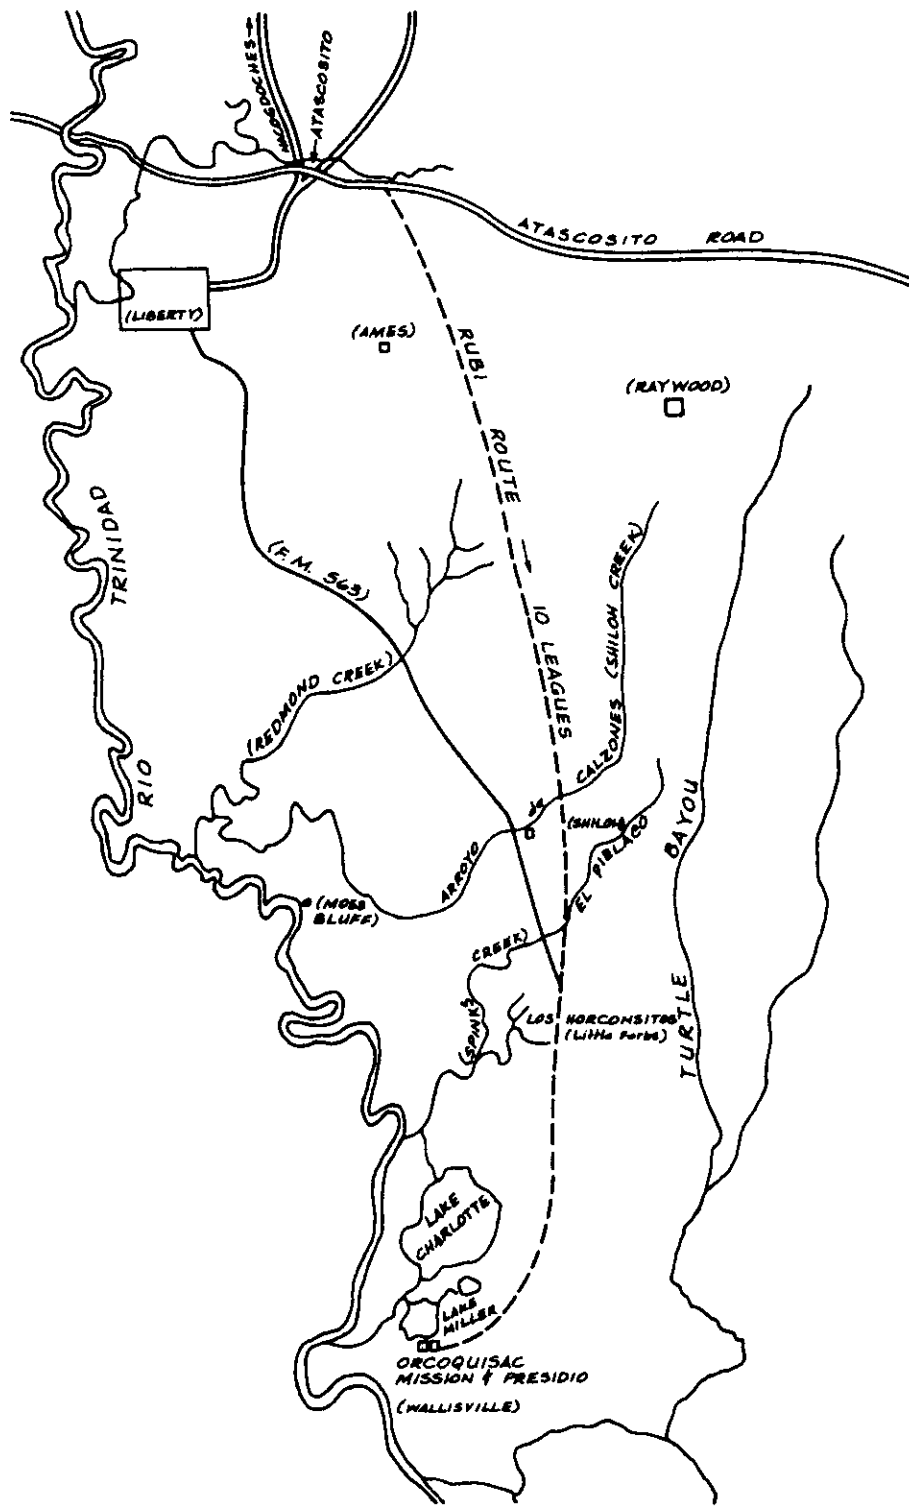 NACOGDOCHES
ATASCOSITO
ATASCOSITO ROAD
(LIBERTY)
(AMES)
RUBI ROUTE 10 LEAGUES
(RAYWOOD)
RIO TRINIDAD
(F.M. 563)
(REDMOND CREEK)
ARROYO de CALZONES (SHILOH CREEK)
(SHILOH)
EL PIELAGO
TURTLE BAYOU
(MOSS
BLUFF)
(SPINKS CREEK)
LOS HORCONSITOS
(Little Forks)
LAKE
CHARLOTTE
LAKE
MILLER
ORCOQUISAC
MISSION & PRESIDIO
(WALLISVILLE)